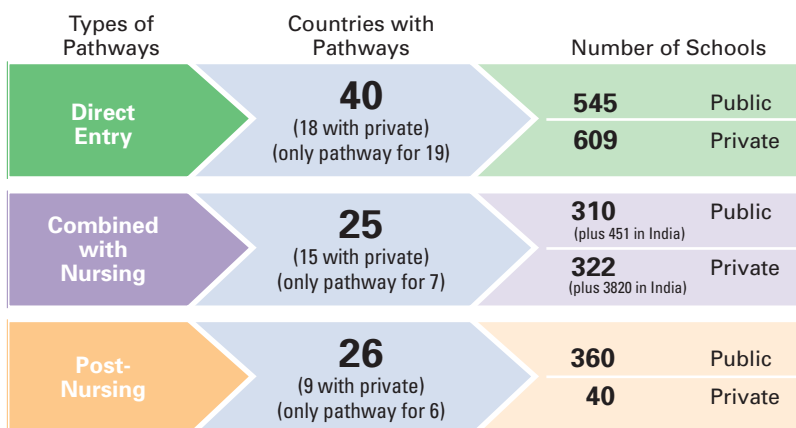 Types of
Pathways
Countries with
Pathways
Number of Schools
Direct
Entry
40
(18 with private)
(only pathway for 19)
545 Public
609 Private
Combined
with
Nursing
25
(15 with private)
(only pathway for 7)
310 Public
(plus 451 in India)
322 Private
(plus 3820 in India)
Post-
Nursing
26
(9 with private)
(only pathway for 6)
360 Public
40 Private